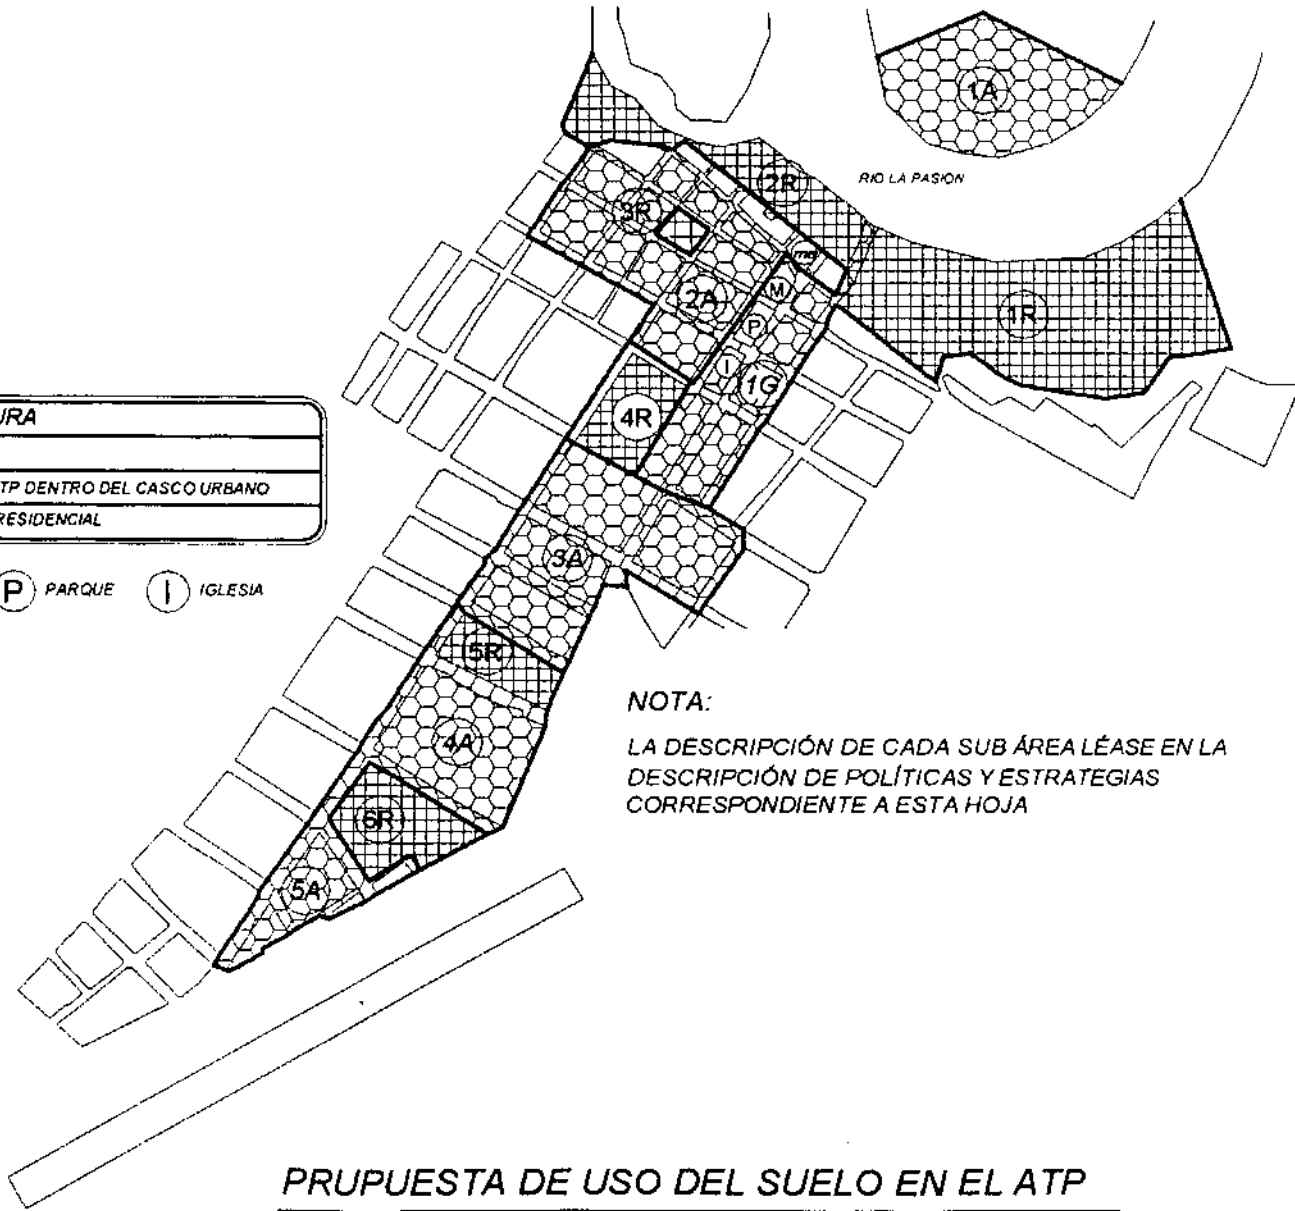 1A
RIO LA PASION
2R
3R
1R
2A
M
P
I
1G
4R
URA
TP DENTRO DEL CASCO URBANO
RESIDENCIAL
3A
P PARQUE I IGLESIA
5R
NOTA:
LA DESCRIPCIÓN DE CADA SUB ÁREA LÉASE EN LA
DESCRIPCIÓN DE POLÍTICAS Y ESTRATEGIAS
CORRESPONDIENTE A ESTA HOJA
4A
6R
5A
PRUPUESTA DE USO DEL SUELO EN EL ATP